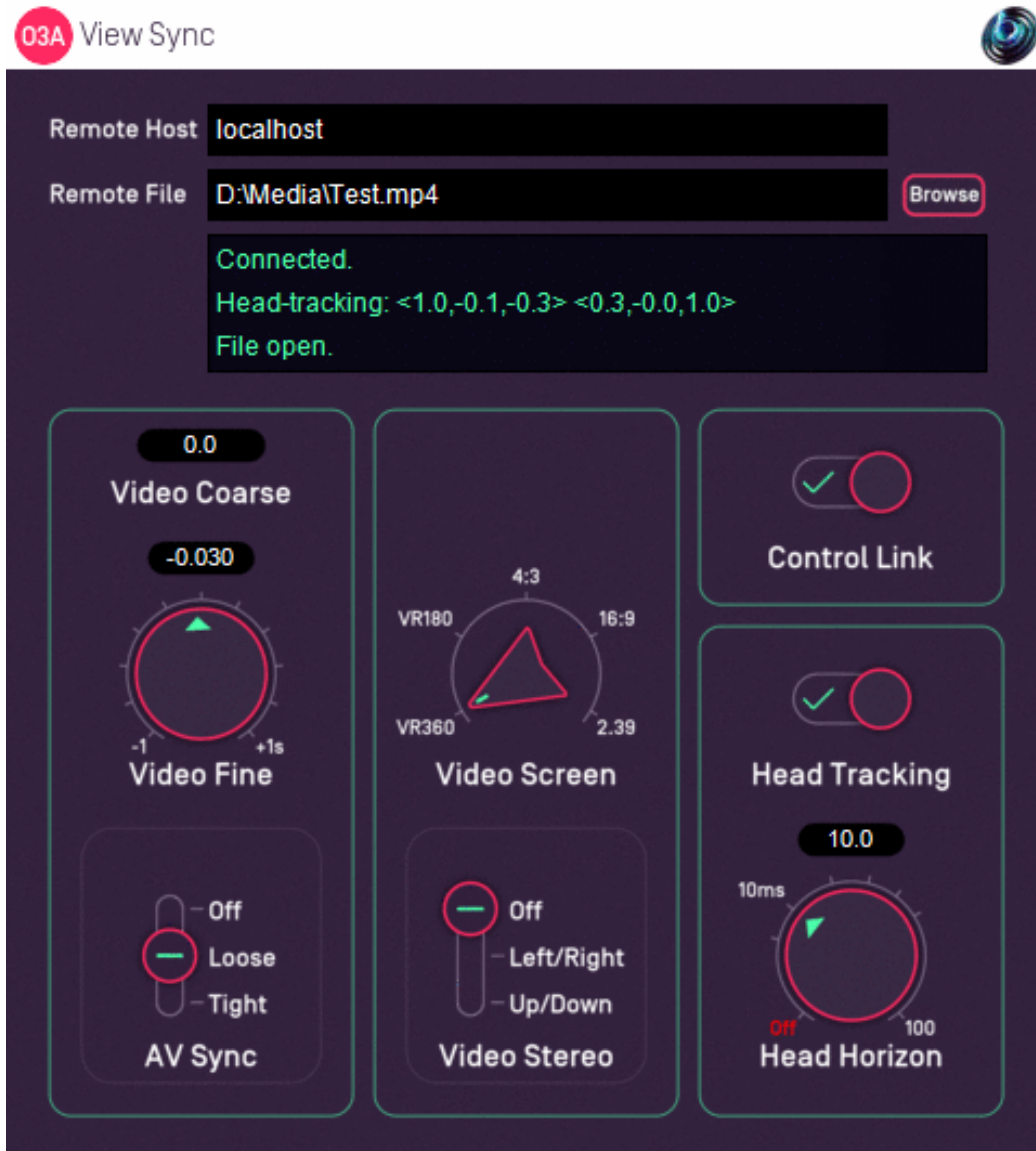 O3A View Sync
Remote Host localhost
Remote File D:\Media\Test.mp4 Browse
Connected.
Head-tracking: <1.0,-0.1,-0.3> <0.3,-0.0,1.0>
File open.
0.0
Video Coarse
-0.030
-1 +1s
Video Fine
Off
Loose
Tight
AV Sync
4:3
VR180 16:9
VR360 2.39
Video Screen
Off
Left/Right
Up/Down
Video Stereo
Control Link
Head Tracking
10.0
10ms
Off 100
Head Horizon